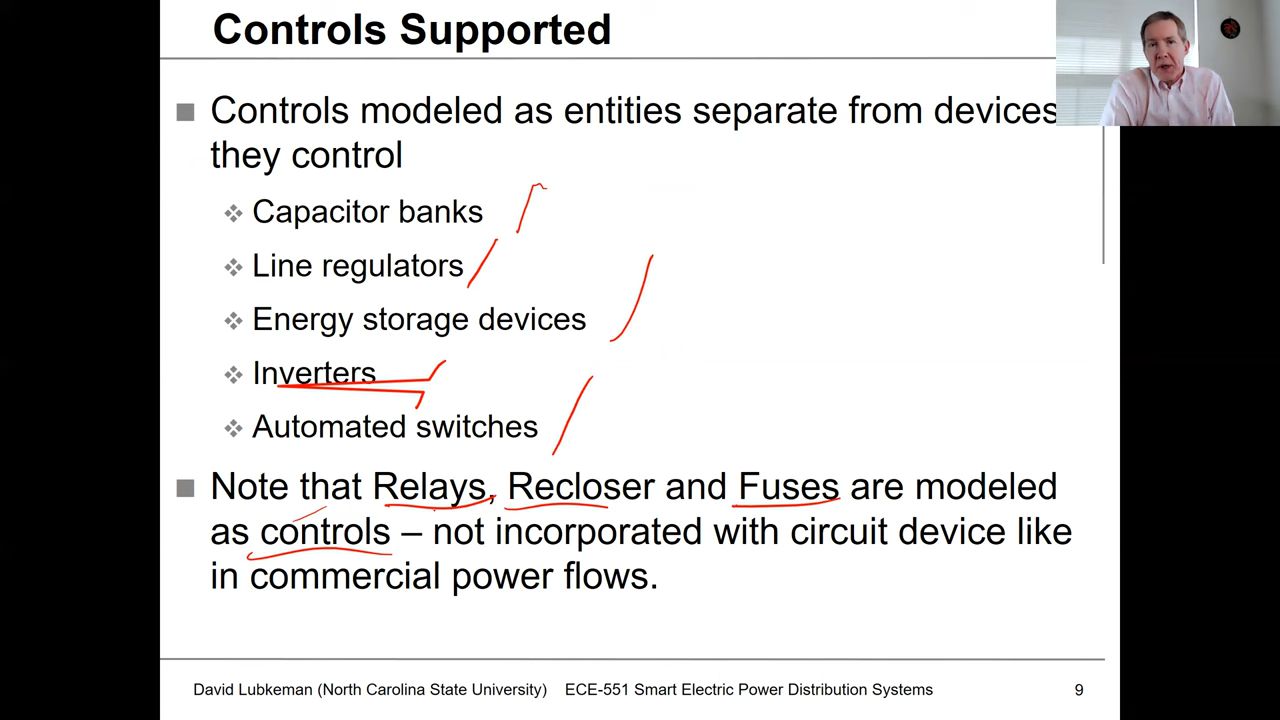 Controls Supported
Controls modeled as entities separate from devices
they control
Capacitor banks
Line regulators
Energy storage devices
Inverters
Automated switches
Note that Relays, Recloser and Fuses are modeled
as controls – not incorporated with circuit device like
in commercial power flows.
David Lubkeman (North Carolina State University) ECE-551 Smart Electric Power Distribution Systems 9